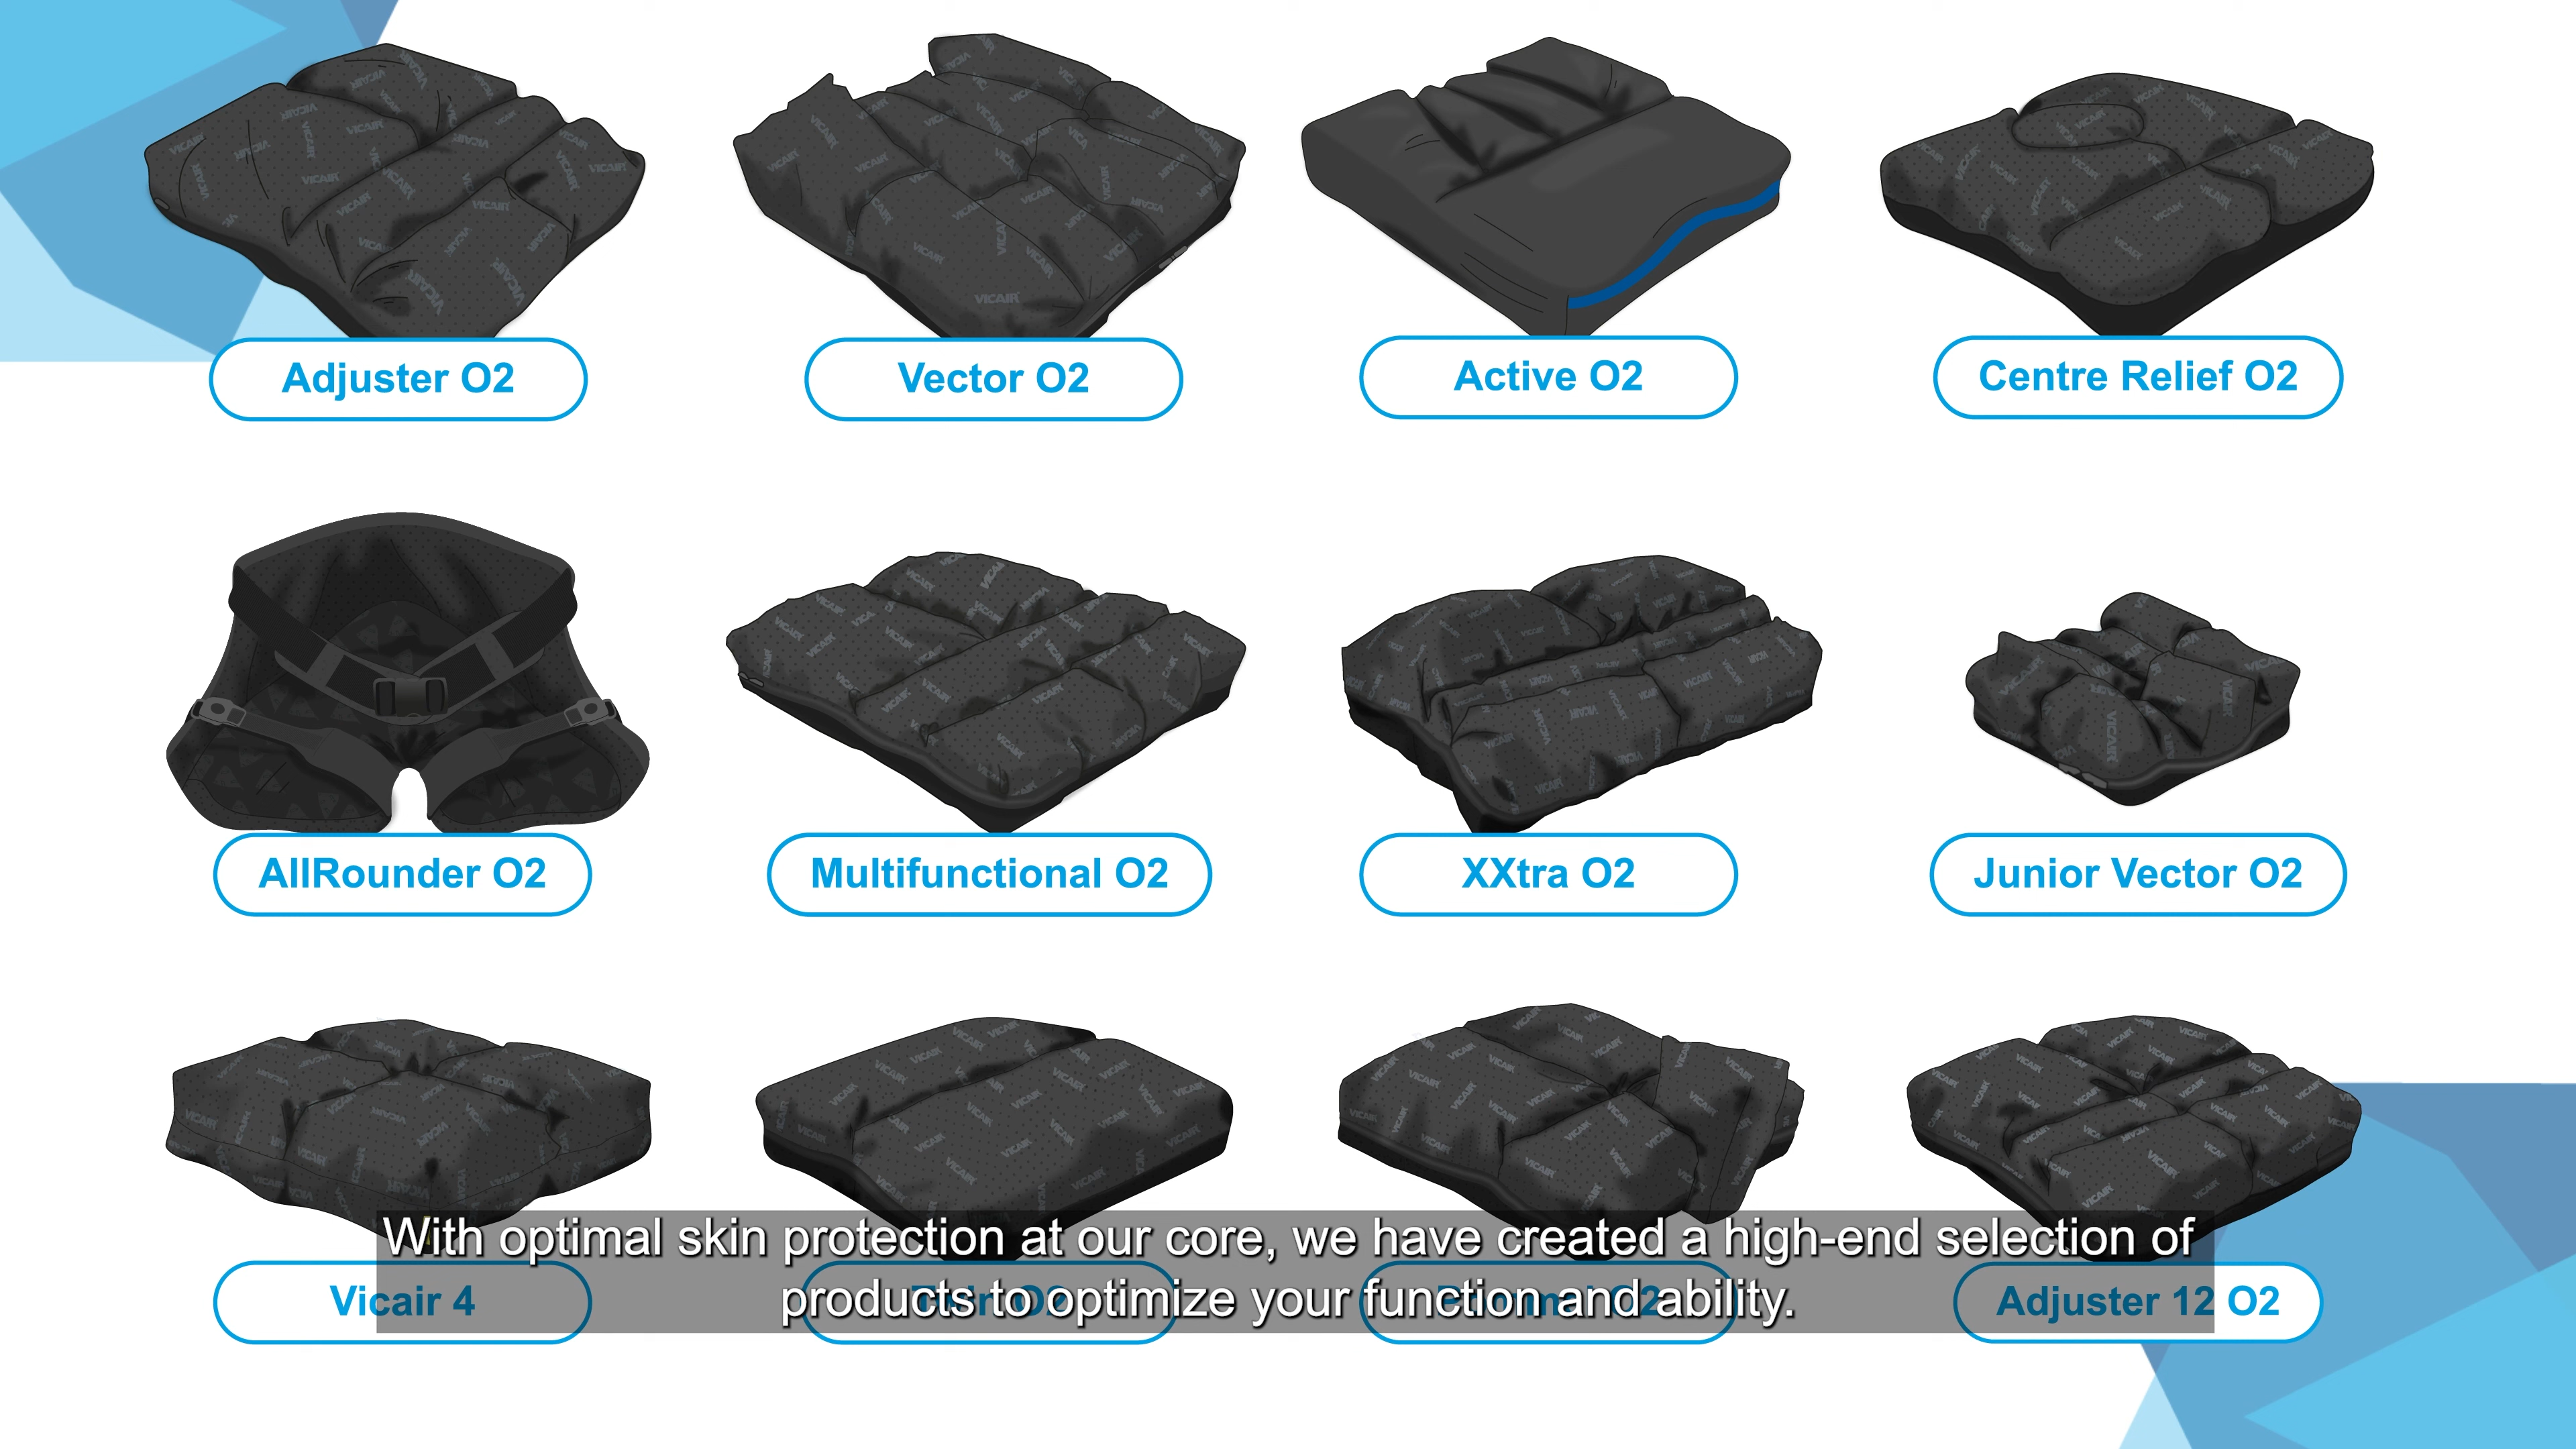 Adjuster O2
Vector O2
Active O2
Centre Relief O2
AllRounder O2
Multifunctional O2
XXtra O2
Junior Vector O2
With optimal skin protection at our core, we have created a high-end selection of
products to optimize your function and ability.
Vicair 4
O2
O2
Adjuster 12 O2